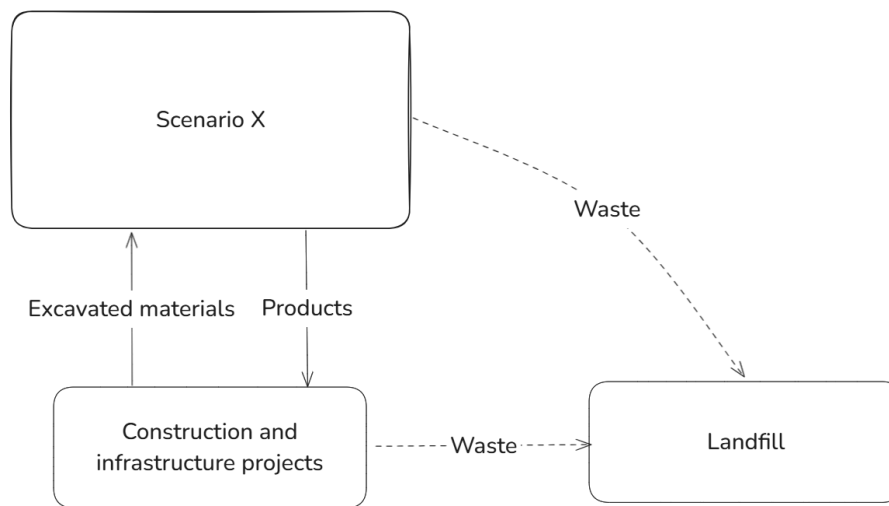 Scenario X
Waste
Excavated materials
Products
Construction and
infrastructure projects
Waste
Landfill